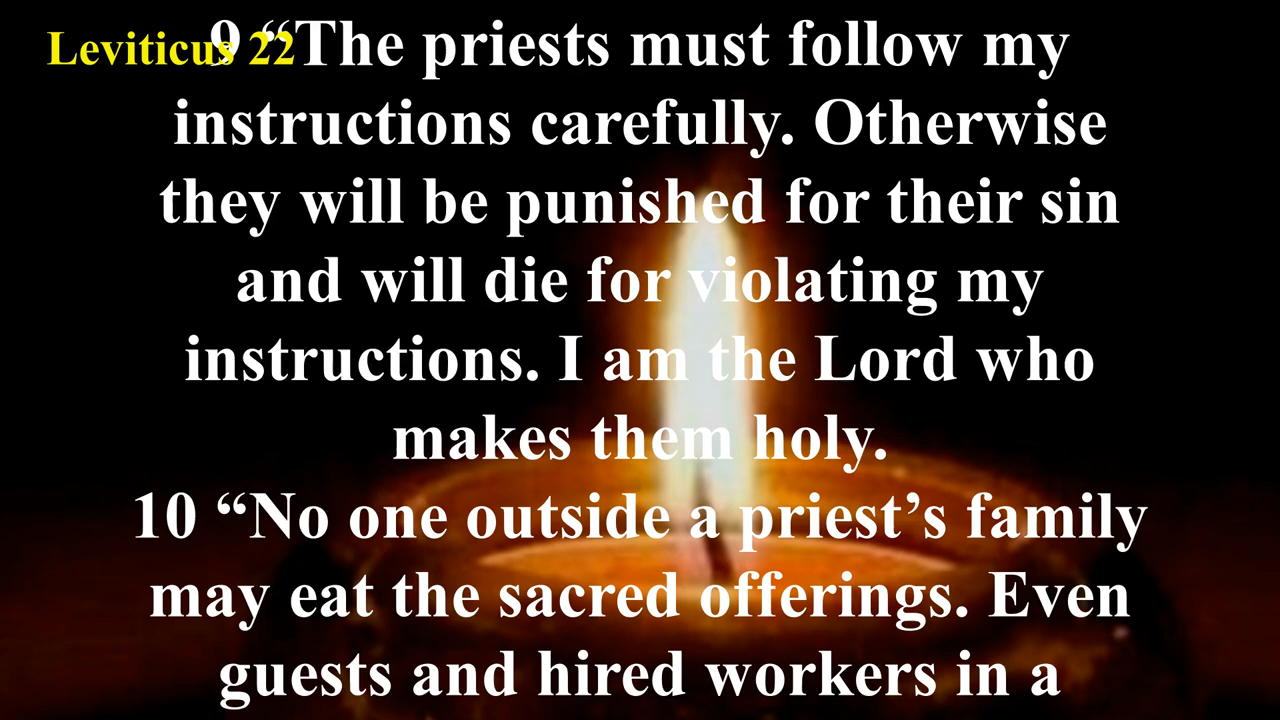 Leviticus 22
9 “The priests must follow my
instructions carefully. Otherwise
they will be punished for their sin
and will die for violating my
instructions. I am the Lord who
makes them holy.
10 “No one outside a priest’s family
may eat the sacred offerings. Even
guests and hired workers in a